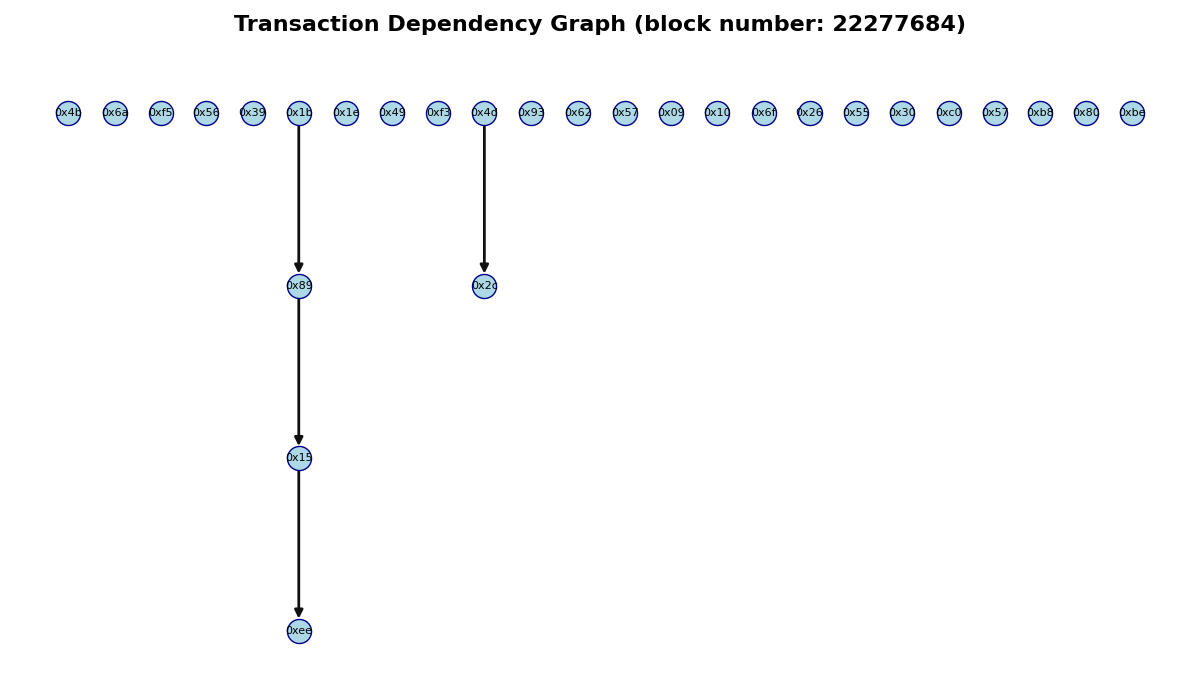 Transaction Dependency Graph (block number: 22277684)
0x4b 0x6a 0xf5 0x56 0x39 0x1b 0x1e 0x49 0xf3 0x4d 0x93 0x62 0x57 0x09 0x10 0x6f 0x26 0x55 0x30 0xc0 0x57 0xb8 0x80 0xbe
0x89 0x2c
0x15
0xee